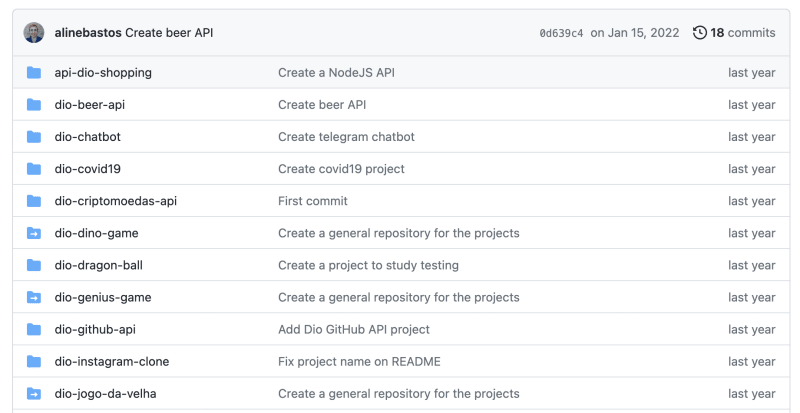 alinebastos Create beer API 0d639c4 on Jan 15, 2022 18 commits
api-dio-shopping Create a NodeJS API last year
dio-beer-api Create beer API last year
dio-chatbot Create telegram chatbot last year
dio-covid19 Create covid19 project last year
dio-criptomoedas-api First commit last year
dio-dino-game Create a general repository for the projects last year
dio-dragon-ball Create a project to study testing last year
dio-genius-game Create a general repository for the projects last year
dio-github-api Add Dio GitHub API project last year
dio-instagram-clone Fix project name on README last year
dio-jogo-da-velha Create a general repository for the projects last year